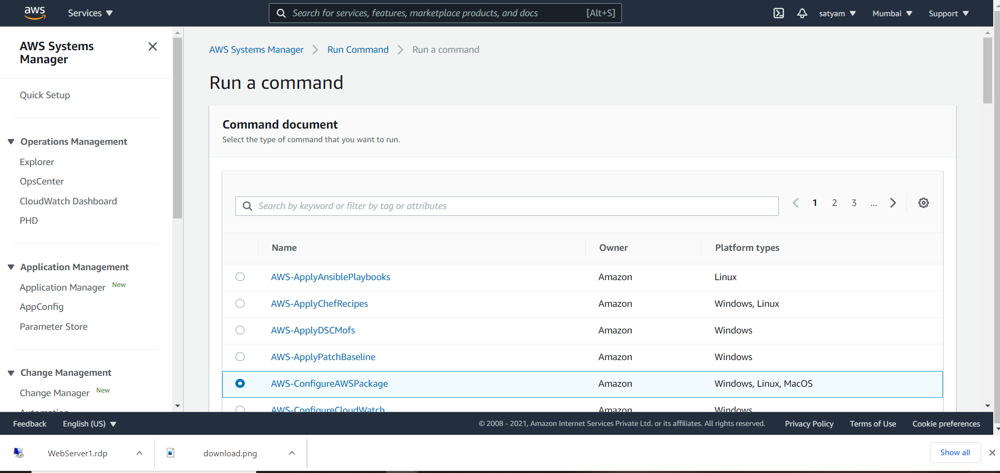 aws
Services
Search for services, features, marketplace products, and docs [Alt+S]
satyam
Mumbai
Support
AWS Systems
Manager
Quick Setup
Operations Management
Explorer
OpsCenter
CloudWatch Dashboard
PHD
Application Management
Application Manager New
AppConfig
Parameter Store
Change Management
Change Manager New
Automation
AWS Systems Manager > Run Command > Run a command
Run a command
Command document
Select the type of command that you want to run.
Search by keyword or filter by tag or attributes
1 2 3 ...
Name Owner Platform types
AWS-ApplyAnsiblePlaybooks Amazon Linux
AWS-ApplyChefRecipes Amazon Windows, Linux
AWS-ApplyDSCMofs Amazon Windows
AWS-ApplyPatchBaseline Amazon Windows
AWS-ConfigureAWSPackage Amazon Windows, Linux, MacOS
AWS-ConfigureCloudWatch Amazon Windows
Feedback English (US) © 2008 - 2021, Amazon Internet Services Private Ltd. or its affiliates. All rights reserved. Privacy Policy Terms of Use Cookie preferences
WebServer1.rdp download.png Show all